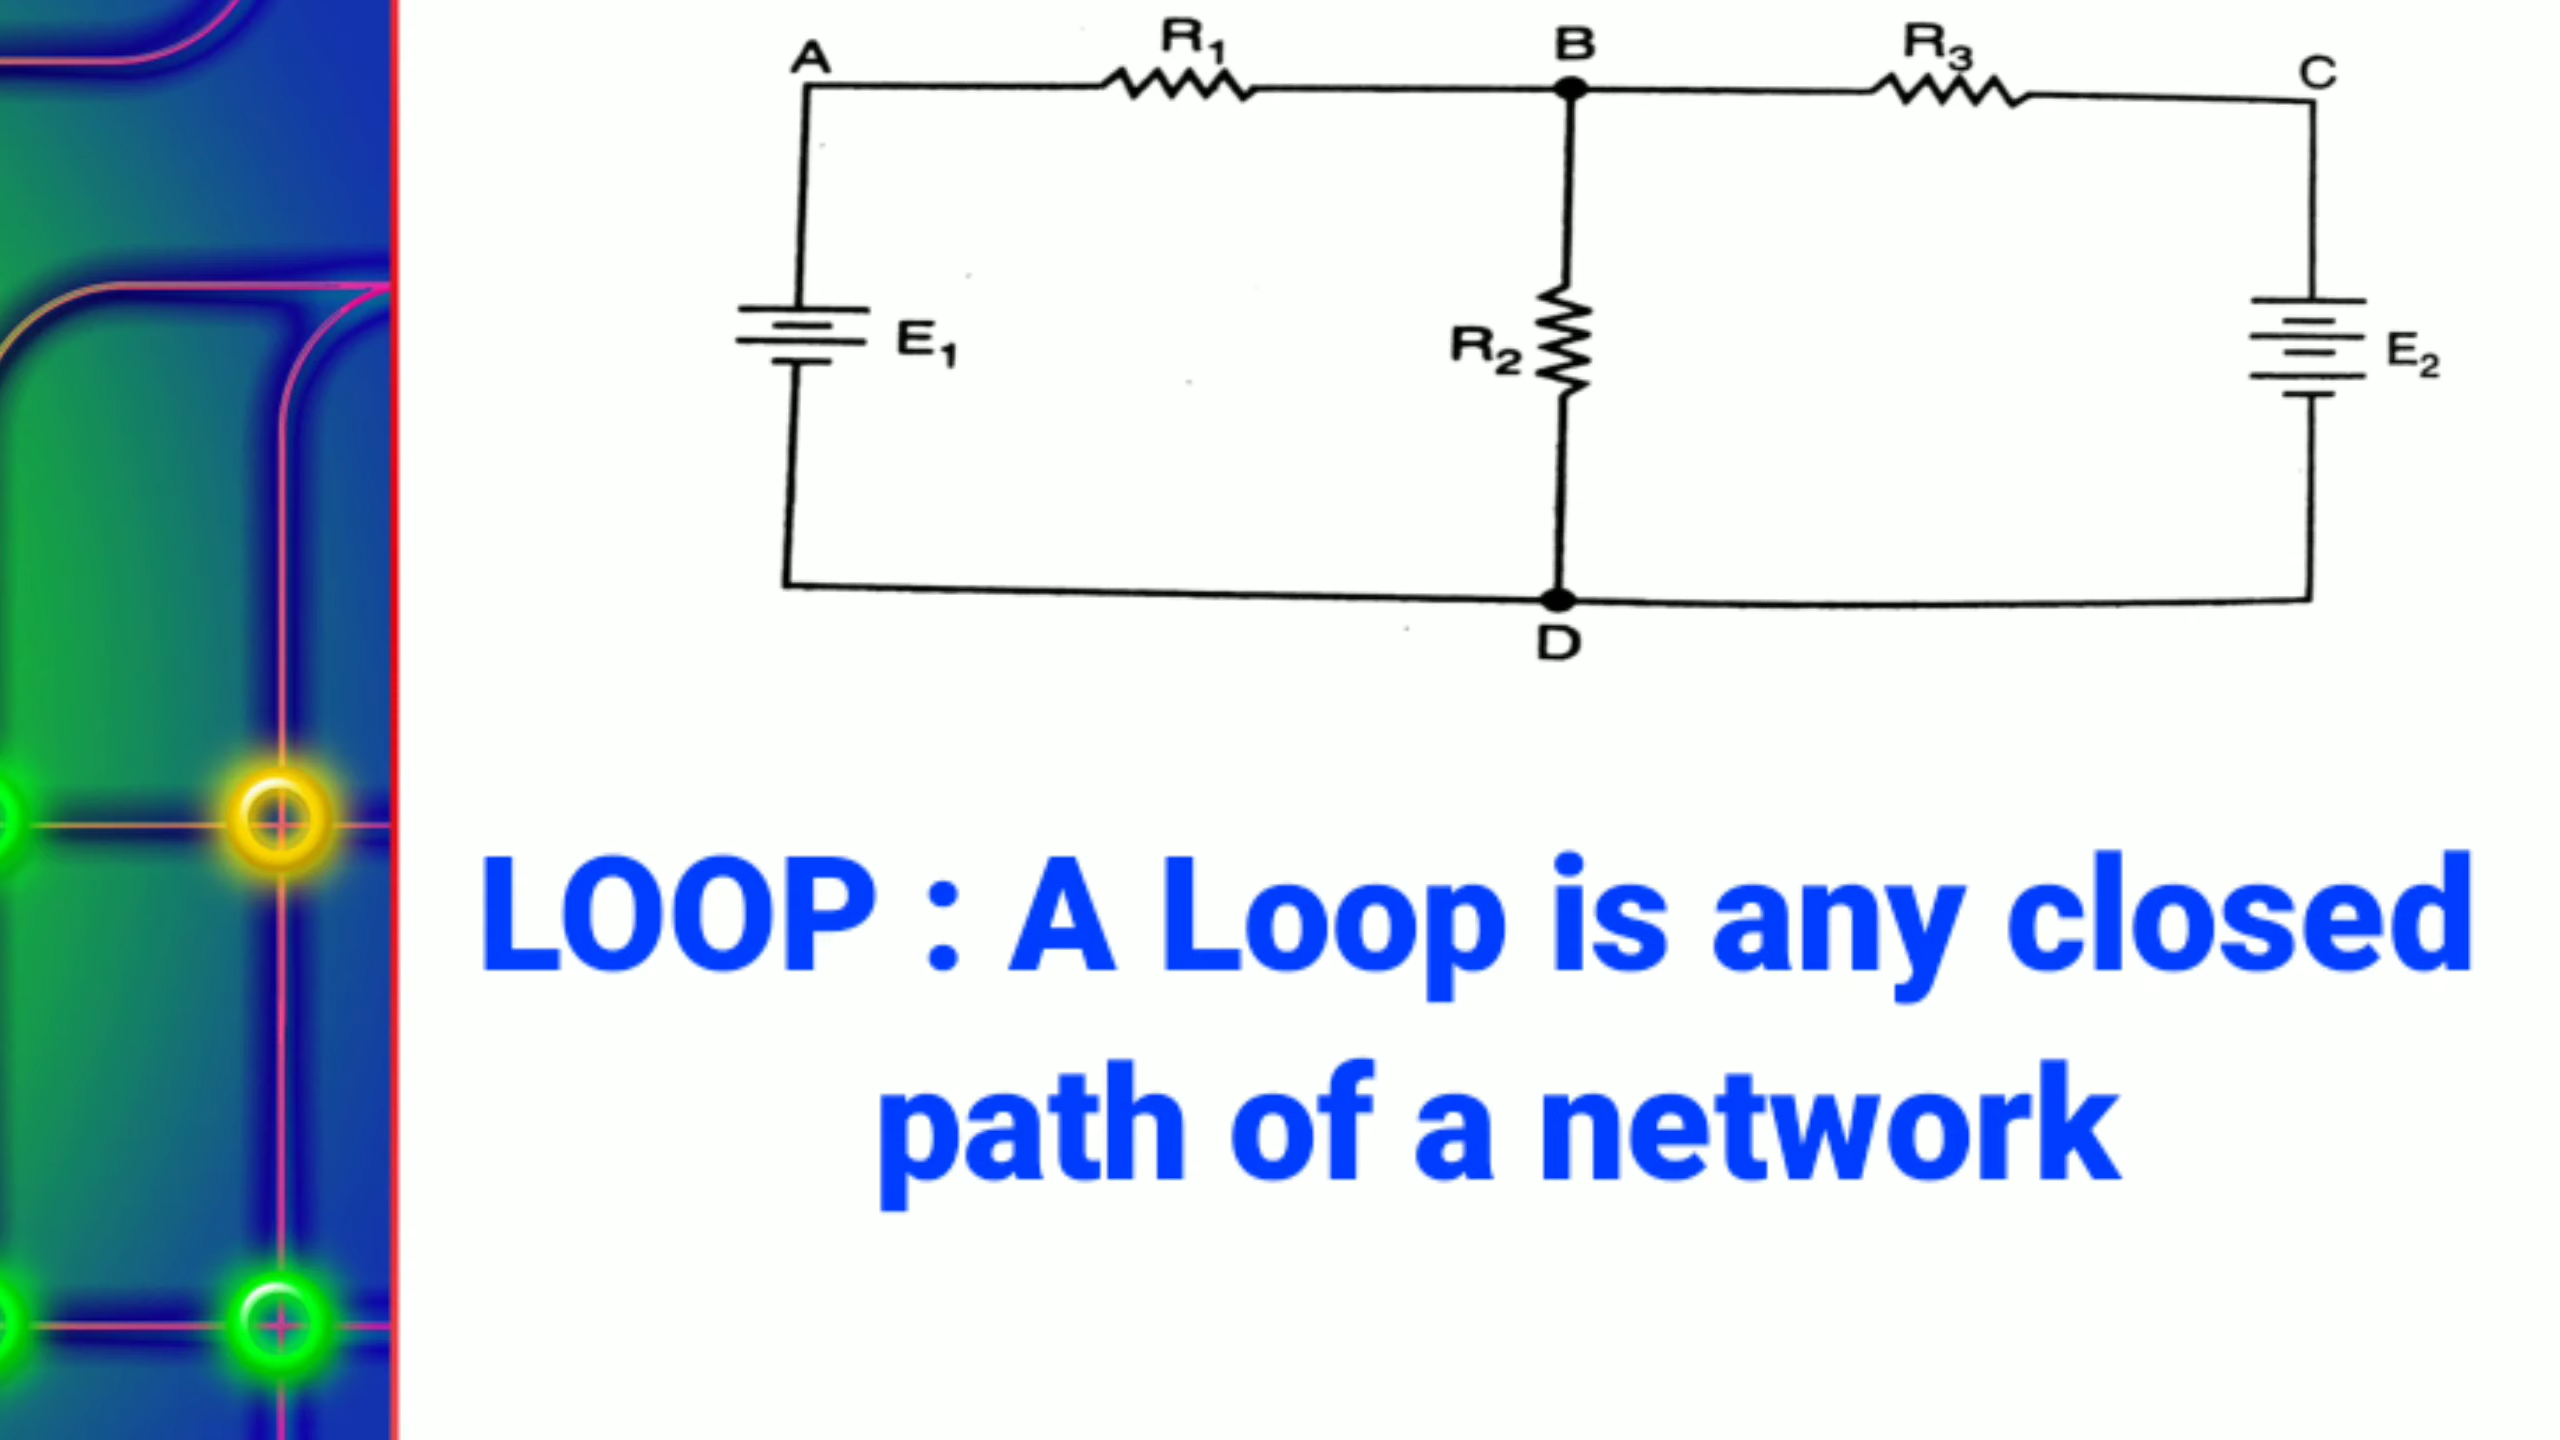 A R₁ B R₃ C
E₁ R₂ E₂
D
LOOP : A Loop is any closed
path of a network